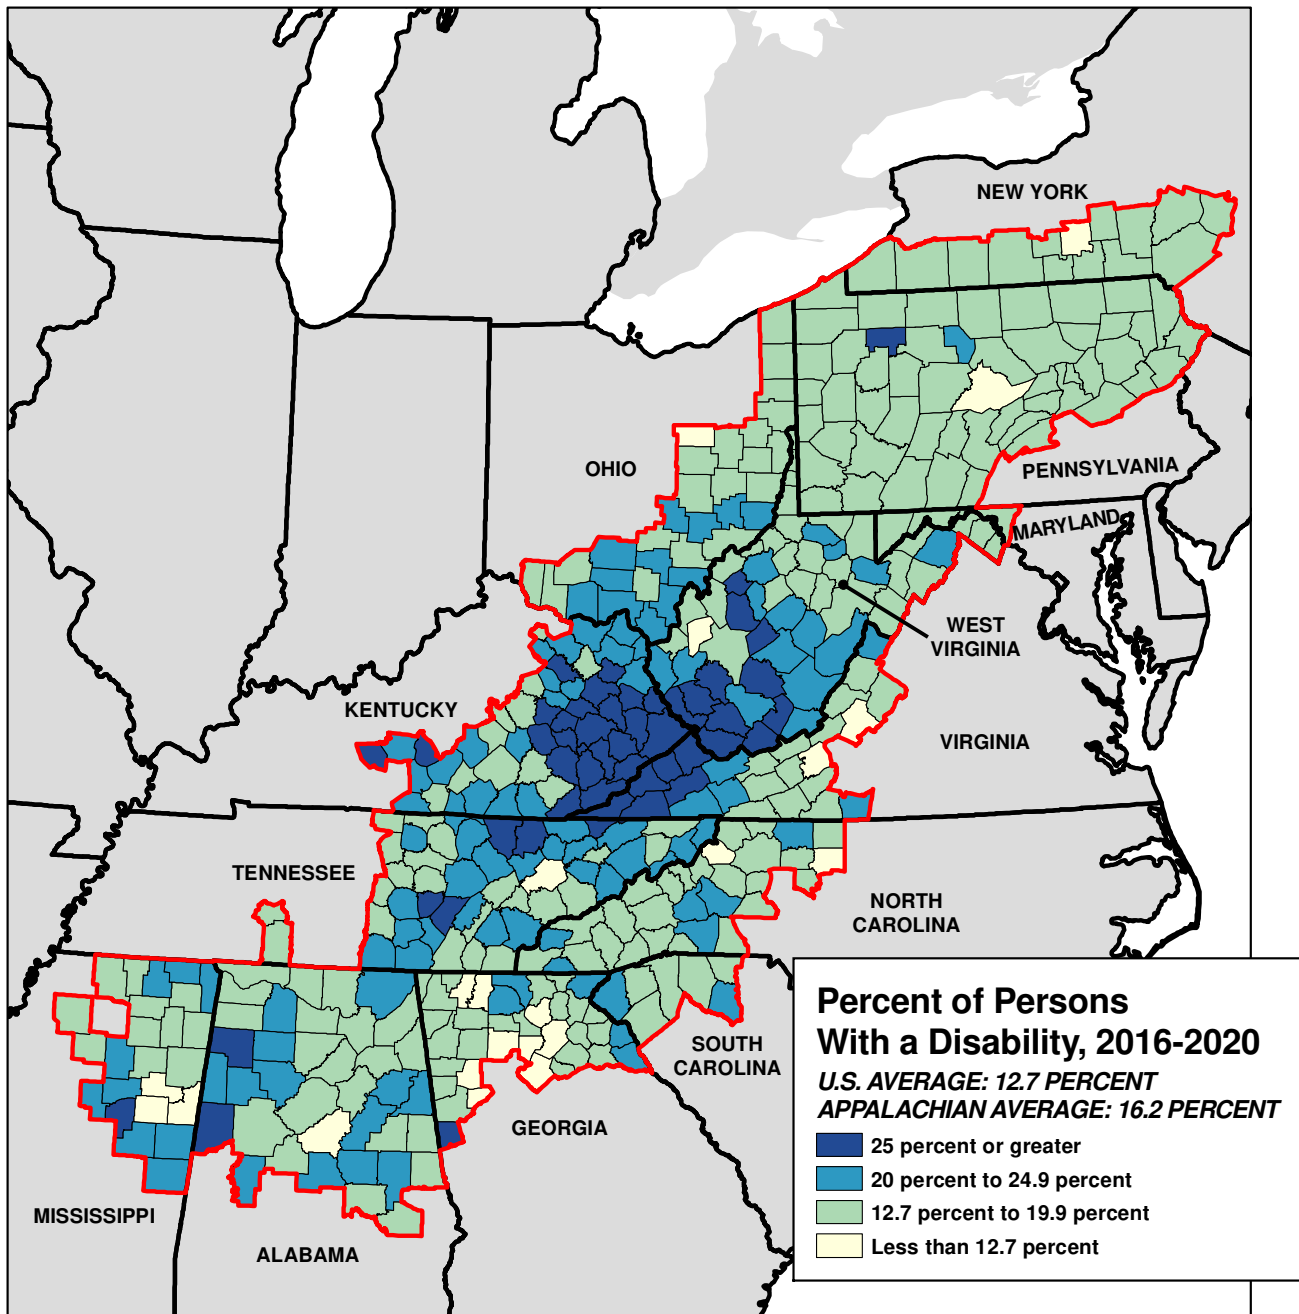 NEW YORK
OHIO
PENNSYLVANIA
MARYLAND
WEST
VIRGINIA
KENTUCKY
VIRGINIA
TENNESSEE
NORTH
CAROLINA
SOUTH
CAROLINA
GEORGIA
MISSISSIPPI
ALABAMA
Percent of Persons
With a Disability, 2016-2020
U.S. AVERAGE: 12.7 PERCENT
APPALACHIAN AVERAGE: 16.2 PERCENT
25 percent or greater
20 percent to 24.9 percent
12.7 percent to 19.9 percent
Less than 12.7 percent